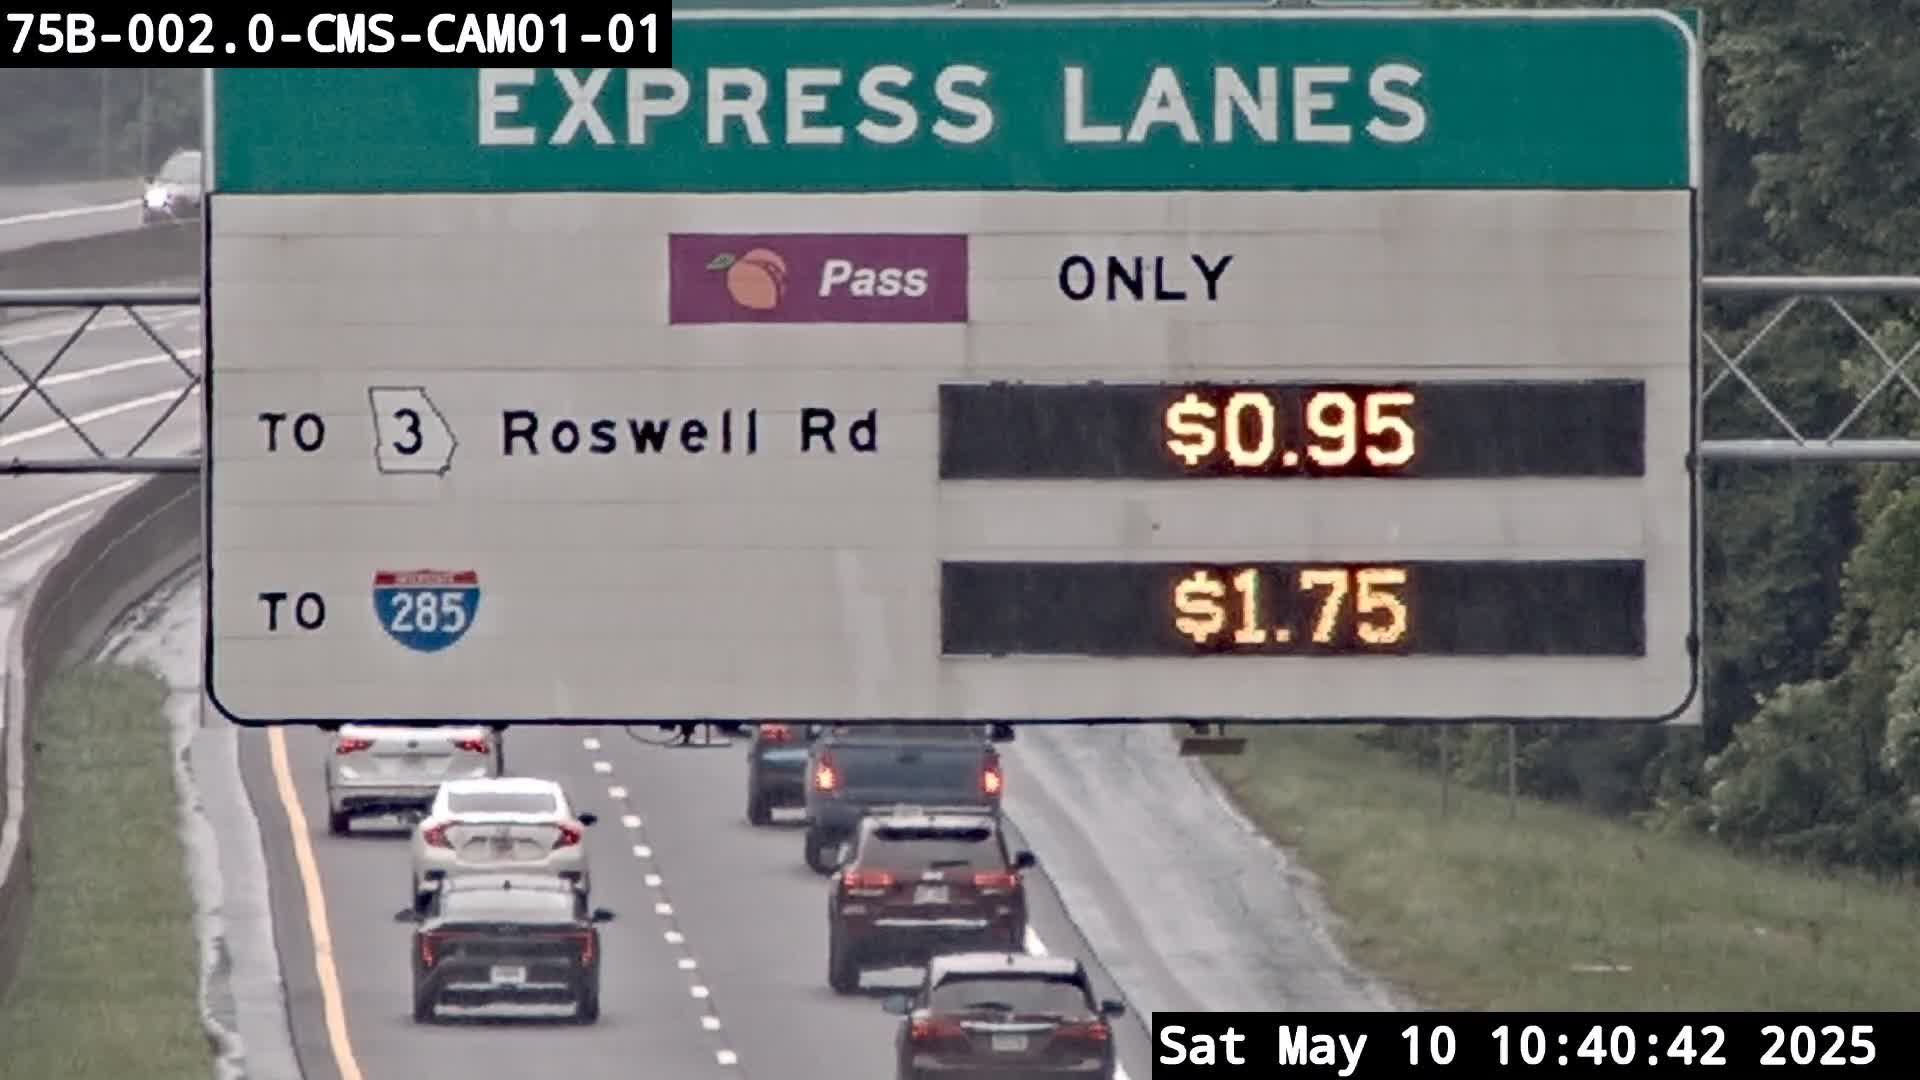 75B-002.0-CMS-CAM01-01
EXPRESS LANES
Pass ONLY
TO 3 Roswell Rd $0.95
TO 285 $1.75
Sat May 10 10:40:42 2025